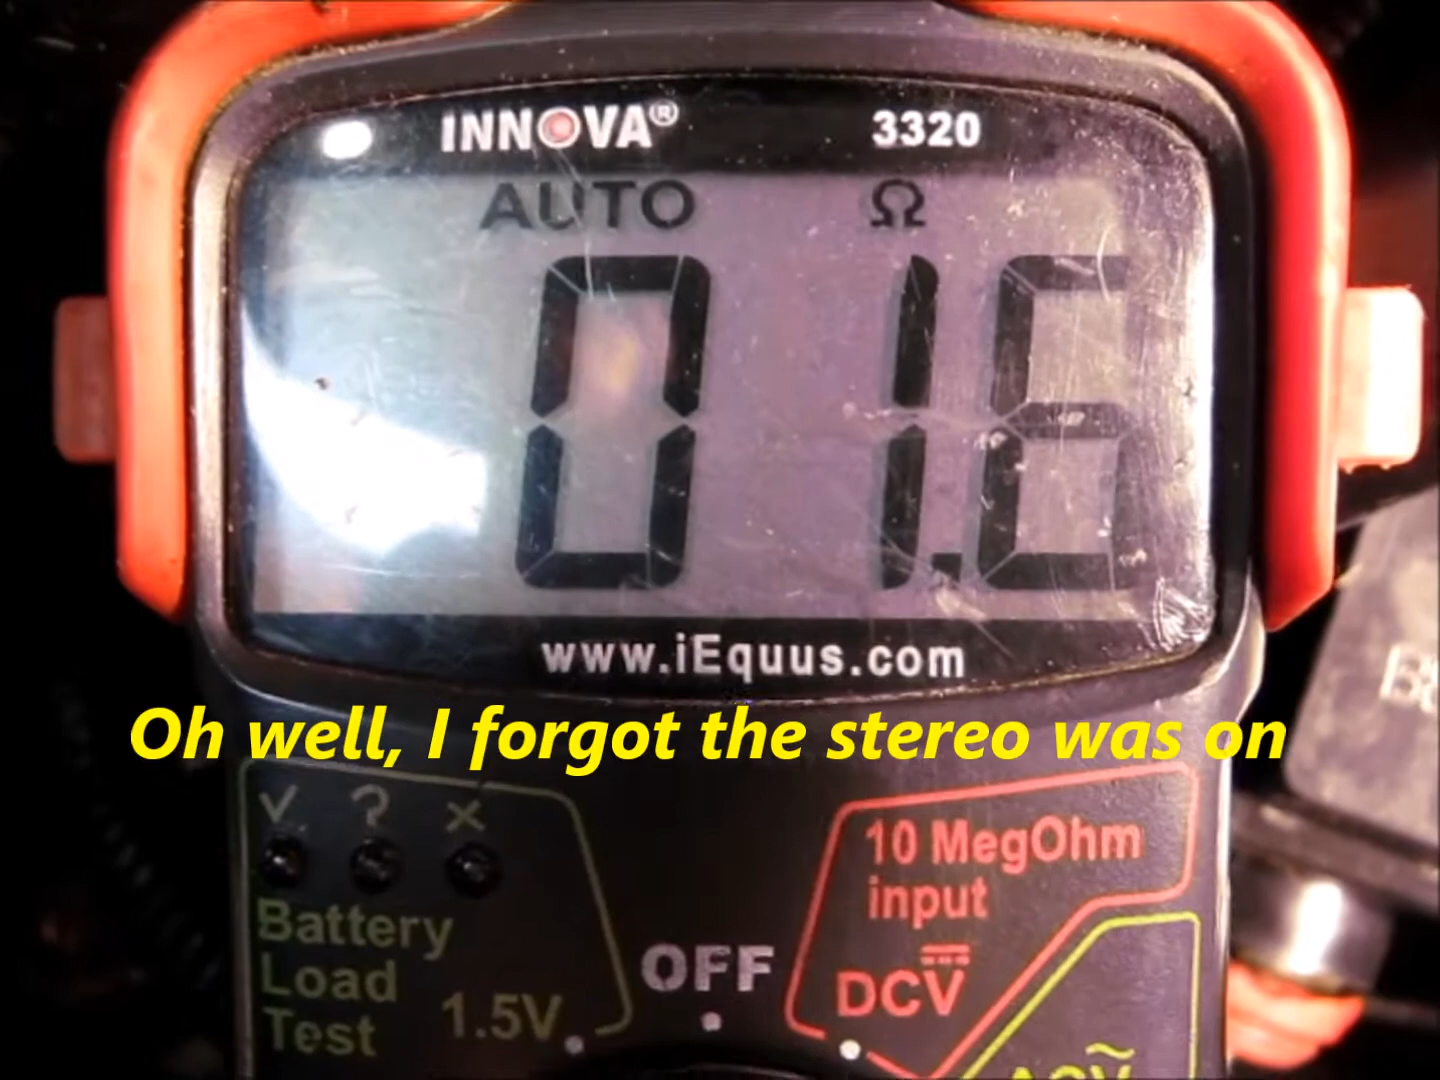 INNOVA® 3320
AUTO Ω
01.6
www.iEquus.com
Oh well, I forgot the stereo was on
10 MegOhm
input
DCV
Battery
Load
Test 1.5V
OFF